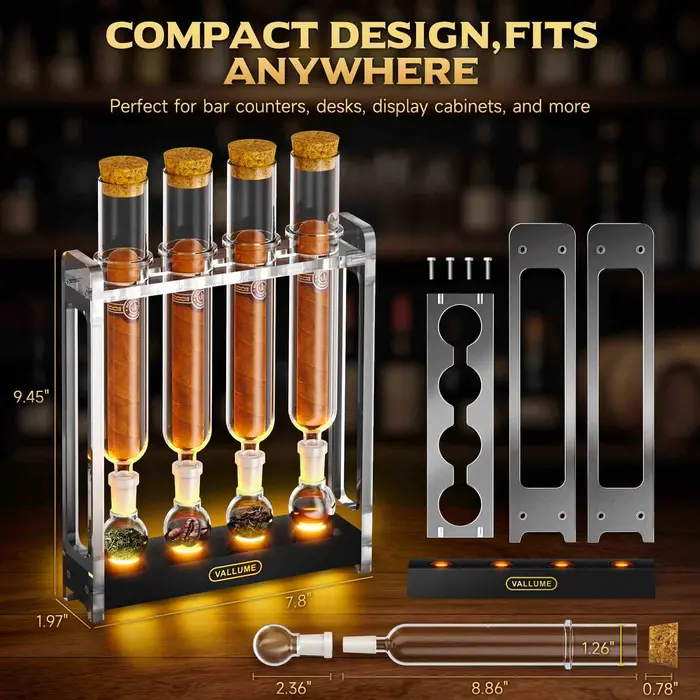 COMPACT DESIGN,FITS
ANYWHERE
Perfect for bar counters, desks, display cabinets, and more
9.45"
VALLUME
7.8"
1.97"
VALLUME
1.26"
2.36"
8.86"
0.78"